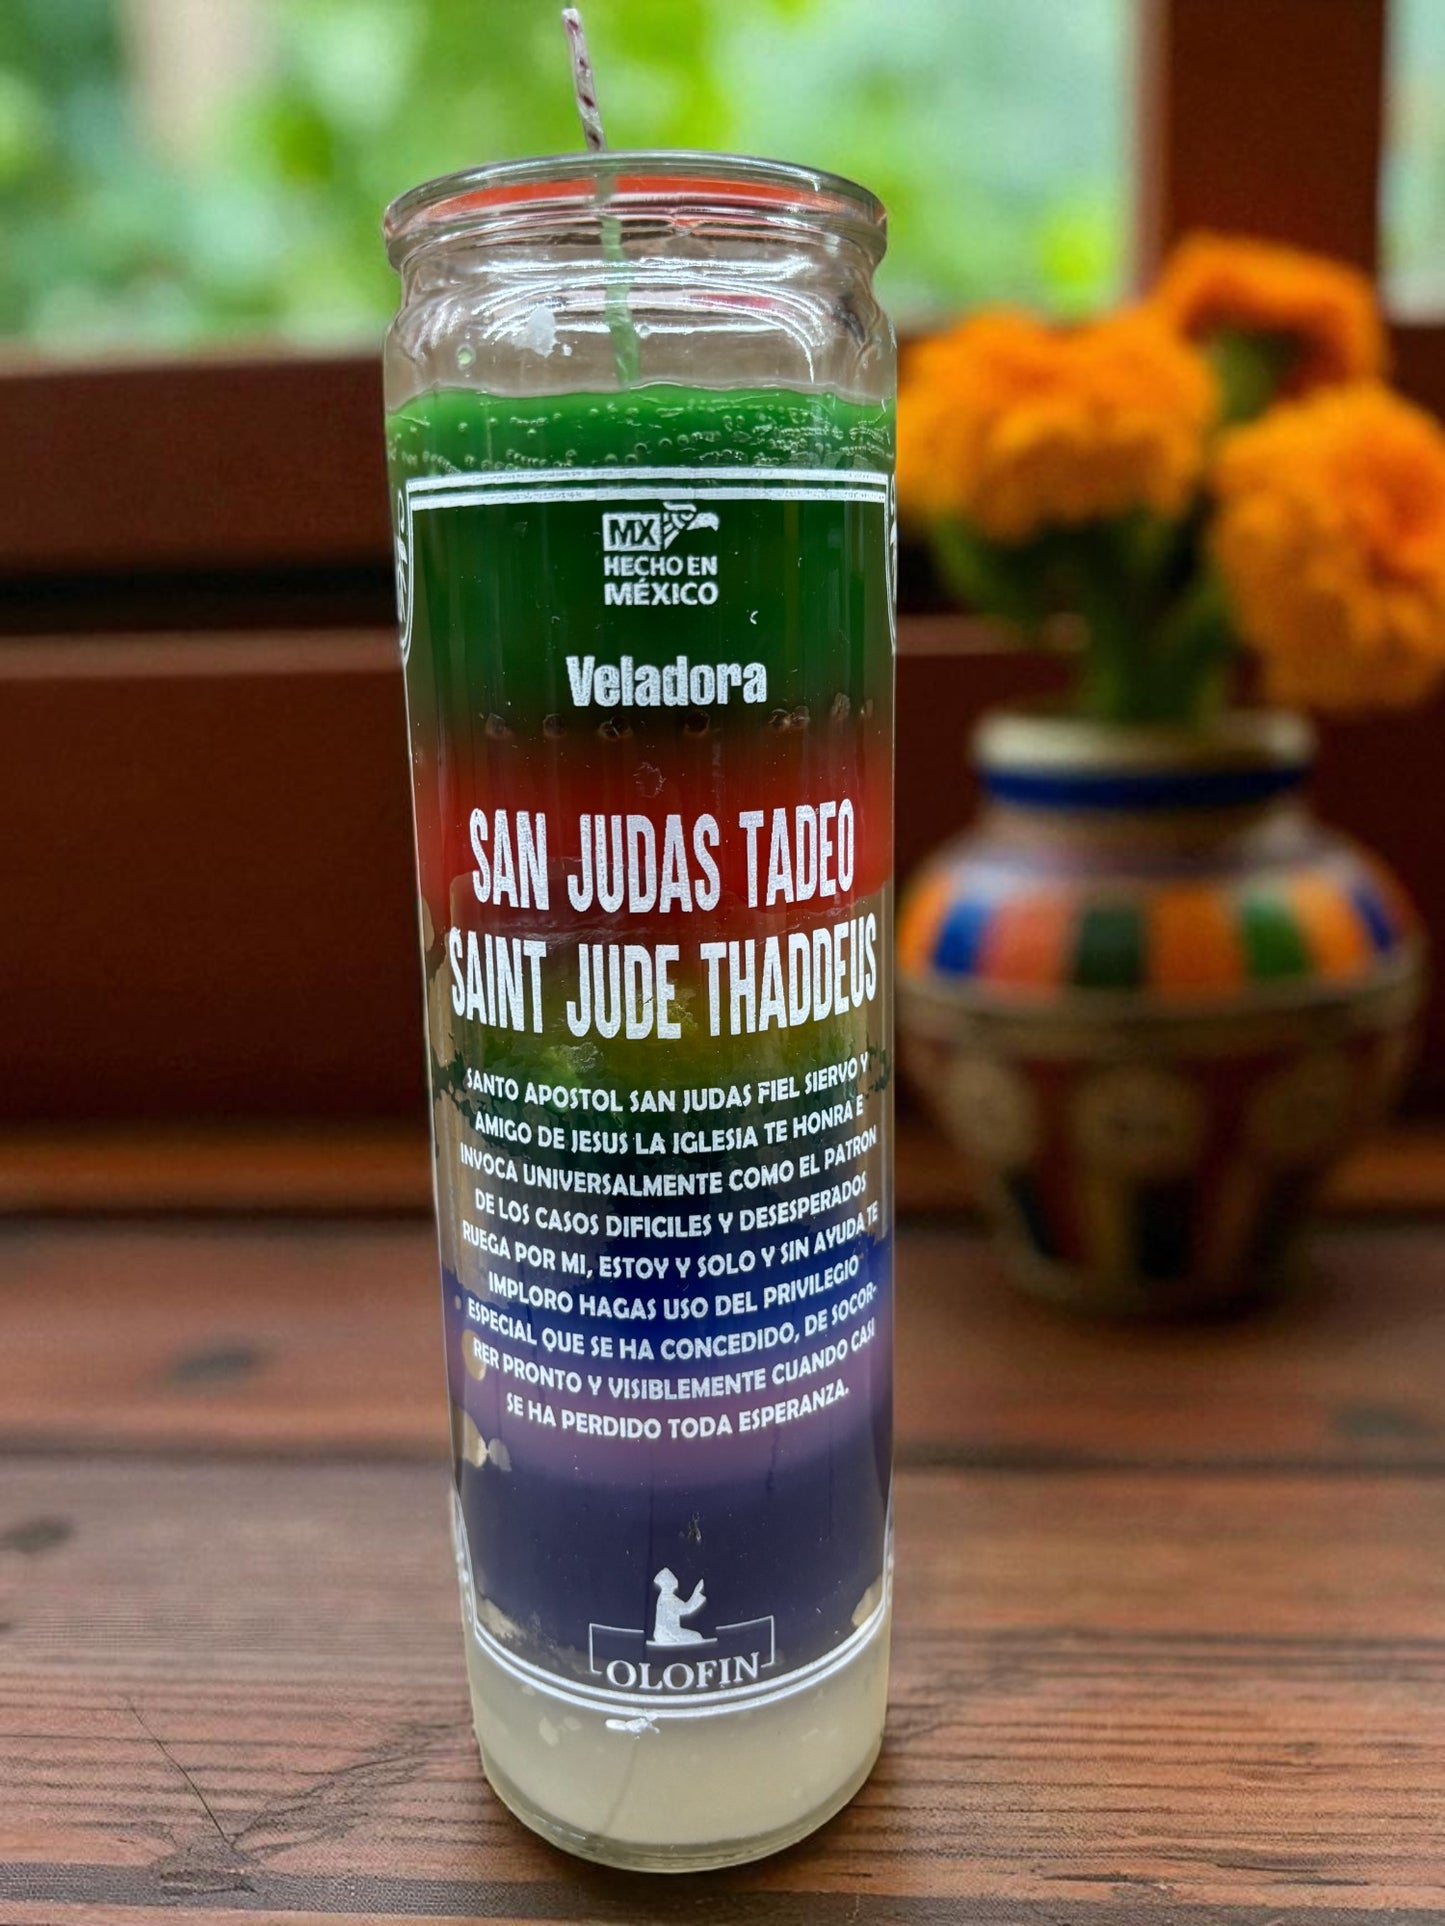 MX
HECHO EN
MÉXICO
Veladora
SAN JUDAS TADEO
SAINT JUDE THADDEUS
SANTO APOSTOL SAN JUDAS FIEL SIERVO Y
AMIGO DE JESUS LA IGLESIA TE HONRA E
INVOCA UNIVERSALMENTE COMO EL PATRON
DE LOS CASOS DIFICILES Y DESESPERADOS
RUEGA POR MI, ESTOY Y SOLO Y SIN AYUDA TE
IMPLORO HAGAS USO DEL PRIVILEGIO
ESPECIAL QUE SE HA CONCEDIDO, DE SOCOR-
RER PRONTO Y VISIBLEMENTE CUANDO CASI
SE HA PERDIDO TODA ESPERANZA.
OLOFIN